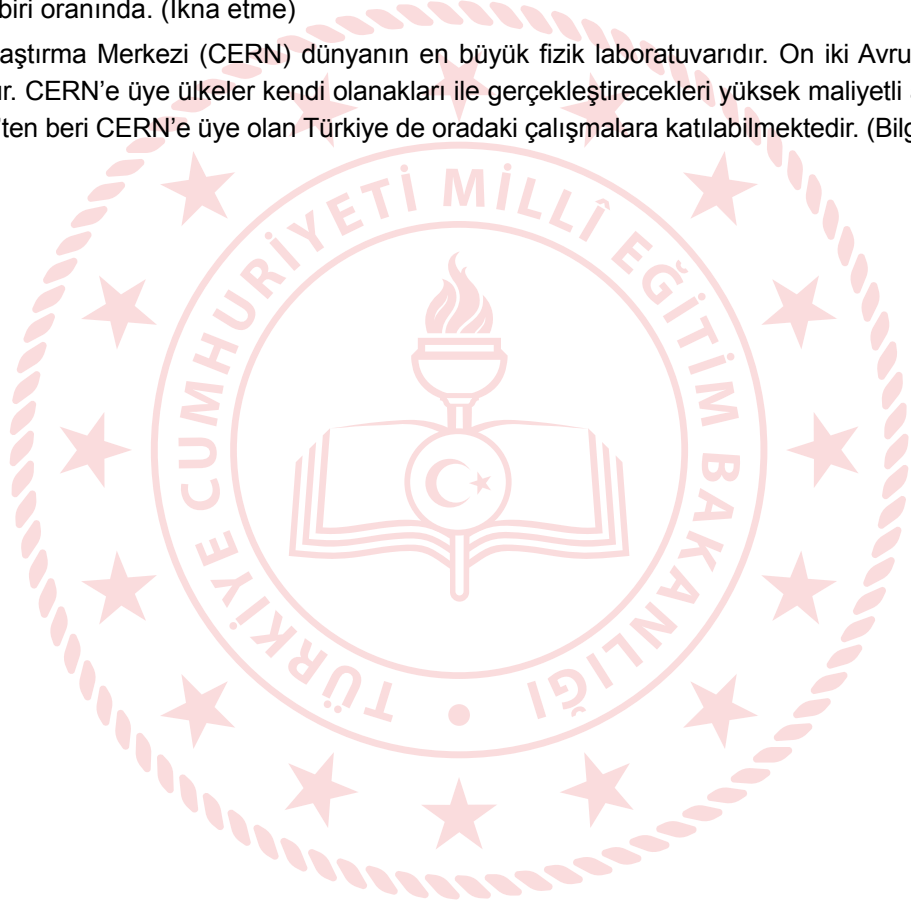 biri oranında. (İkna etme)
aştırma Merkezi (CERN) dünyanın en büyük fizik laboratuvarıdır. On iki Avru
ır. CERN’e üye ülkeler kendi olanakları ile gerçekleştirecekleri yüksek maliyetli
’ten beri CERN’e üye olan Türkiye de oradaki çalışmalara katılabilmektedir. (Bilg
TÜRKİYE CUMHURİYETİ MİLLÎ EĞİTİM BAKANLIĞI